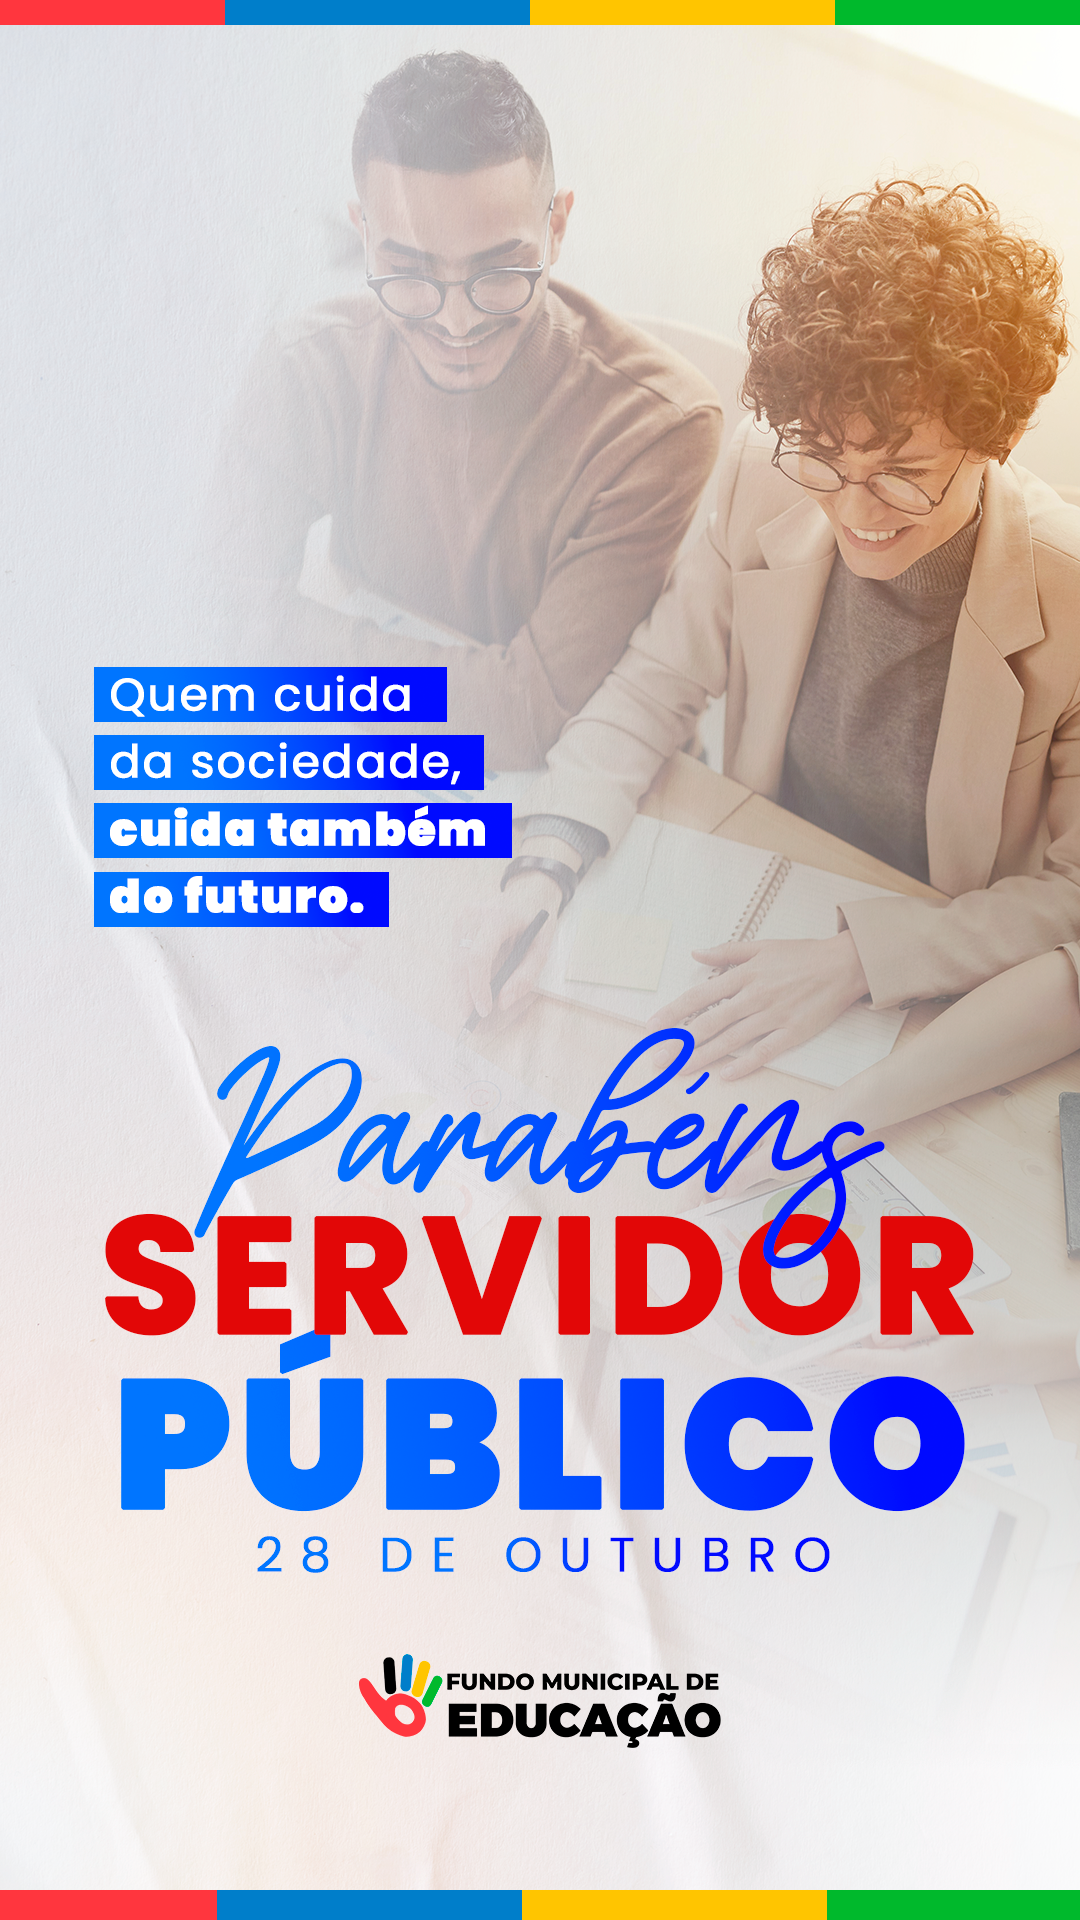 Quem cuida
da sociedade,
cuida também
do futuro.
Parabéns
SERVIDOR
PÚBLICO
28 DE OUTUBRO
FUNDO MUNICIPAL DE
EDUCAÇÃO